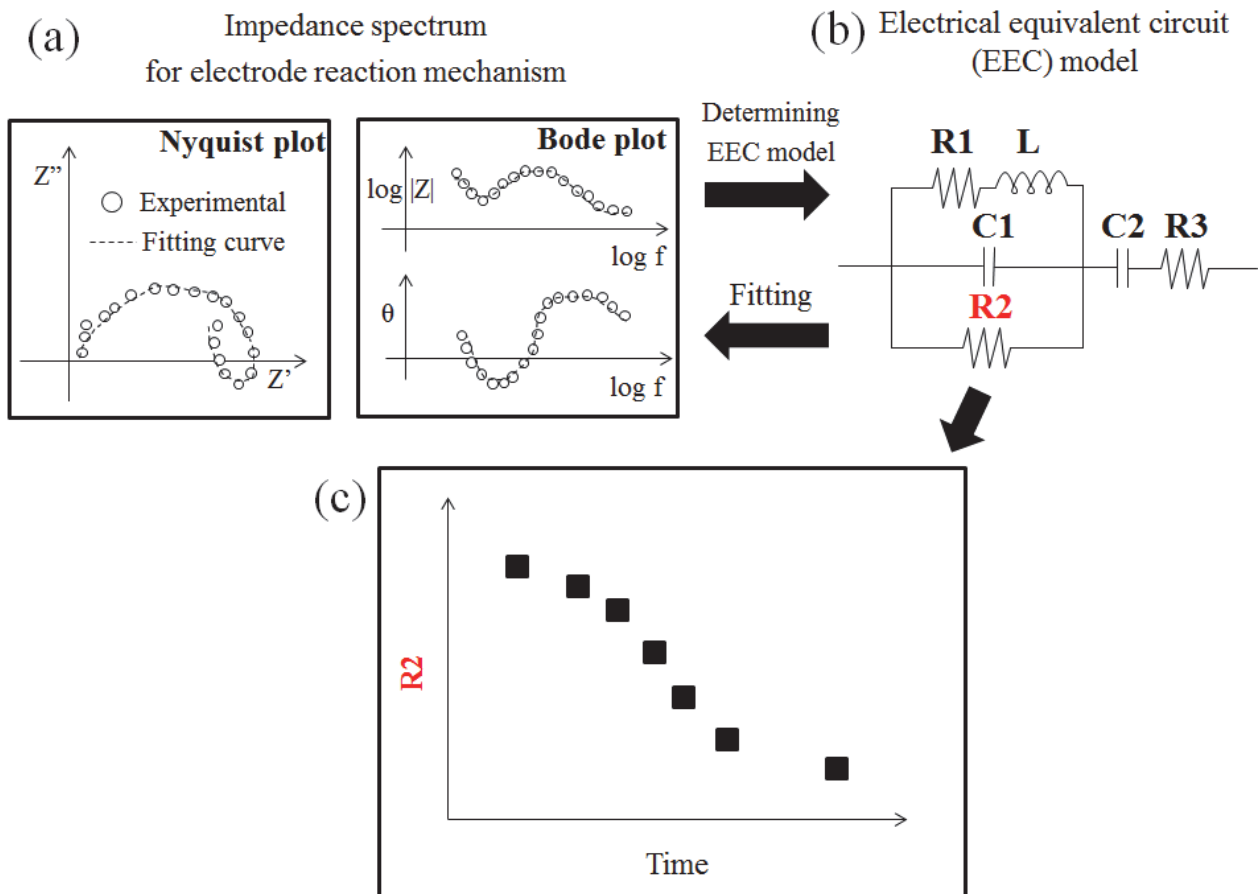 (a)
Impedance spectrum
for electrode reaction mechanism
Nyquist plot
Z”
Experimental
Fitting curve
Z’
Bode plot
log |Z|
log f
θ
log f
Determining
EEC model
Fitting
(b)
Electrical equivalent circuit
(EEC) model
R1
L
C1
C2
R3
R2
(c)
R2
Time